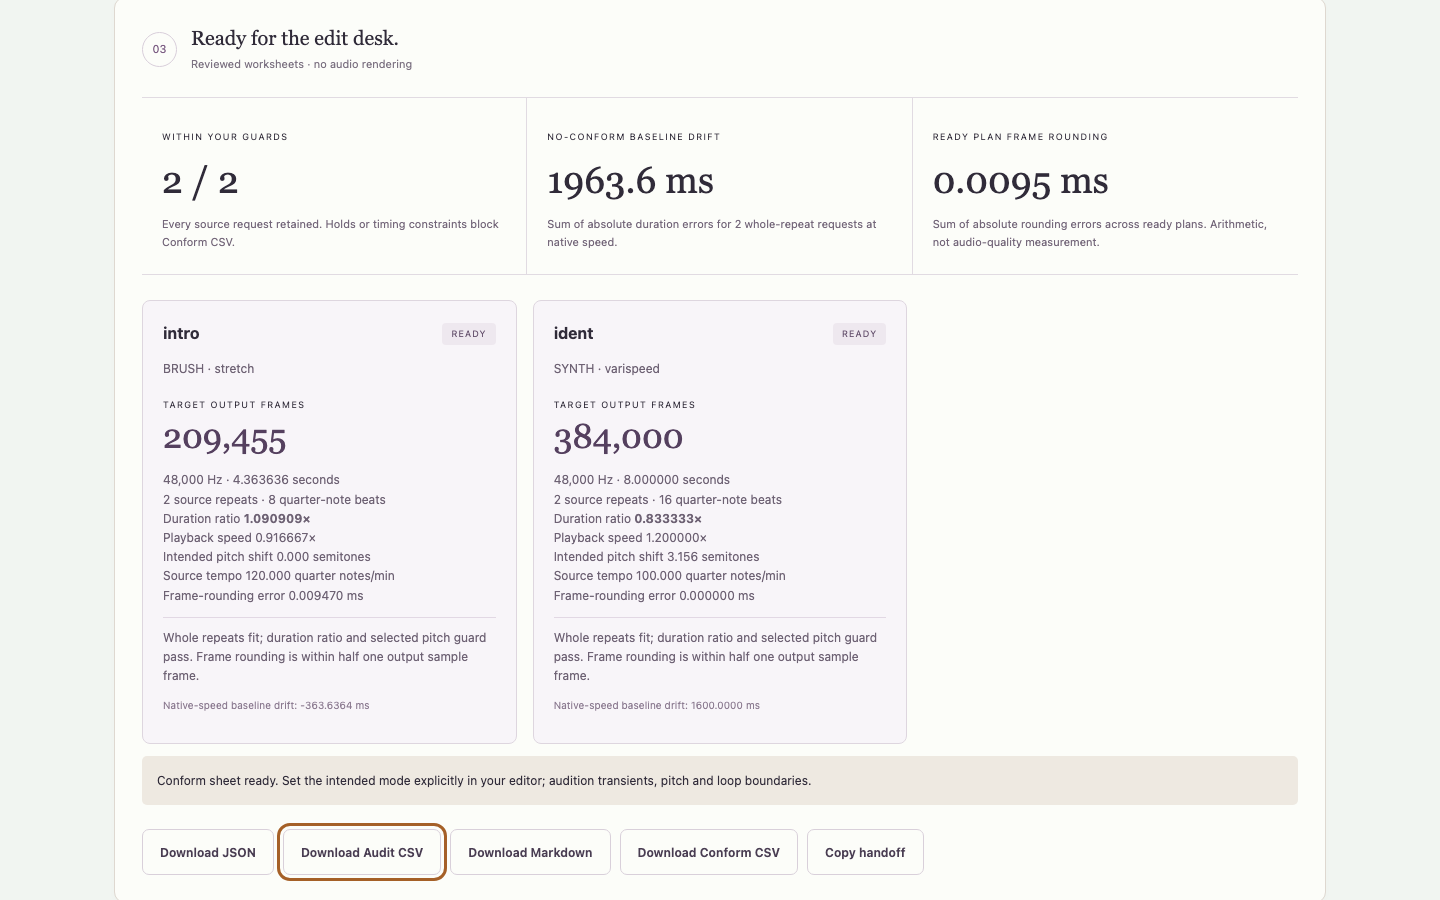 03
Ready for the edit desk.
Reviewed worksheets · no audio rendering
WITHIN YOUR GUARDS
2 / 2
Every source request retained. Holds or timing constraints block
Conform CSV.
NO-CONFORM BASELINE DRIFT
1963.6 ms
Sum of absolute duration errors for 2 whole-repeat requests at
native speed.
READY PLAN FRAME ROUNDING
0.0095 ms
Sum of absolute rounding errors across ready plans. Arithmetic,
not audio-quality measurement.
intro
READY
BRUSH · stretch
TARGET OUTPUT FRAMES
209,455
48,000 Hz · 4.363636 seconds
2 source repeats · 8 quarter-note beats
Duration ratio 1.090909×
Playback speed 0.916667×
Intended pitch shift 0.000 semitones
Source tempo 120.000 quarter notes/min
Frame-rounding error 0.009470 ms
Whole repeats fit; duration ratio and selected pitch guard
pass. Frame rounding is within half one output sample
frame.
Native-speed baseline drift: -363.6364 ms
ident
READY
SYNTH · varispeed
TARGET OUTPUT FRAMES
384,000
48,000 Hz · 8.000000 seconds
2 source repeats · 16 quarter-note beats
Duration ratio 0.833333×
Playback speed 1.200000×
Intended pitch shift 3.156 semitones
Source tempo 100.000 quarter notes/min
Frame-rounding error 0.000000 ms
Whole repeats fit; duration ratio and selected pitch guard
pass. Frame rounding is within half one output sample
frame.
Native-speed baseline drift: 1600.0000 ms
Conform sheet ready. Set the intended mode explicitly in your editor; audition transients, pitch and loop boundaries.
Download JSON
Download Audit CSV
Download Markdown
Download Conform CSV
Copy handoff